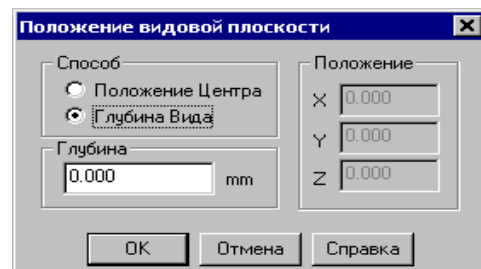 Положение видовой плоскости
Способ
Положение Центра
Глубина Вида
Глубина
0.000 mm
Положение
X 0.000
Y 0.000
Z 0.000
OK Отмена Справка